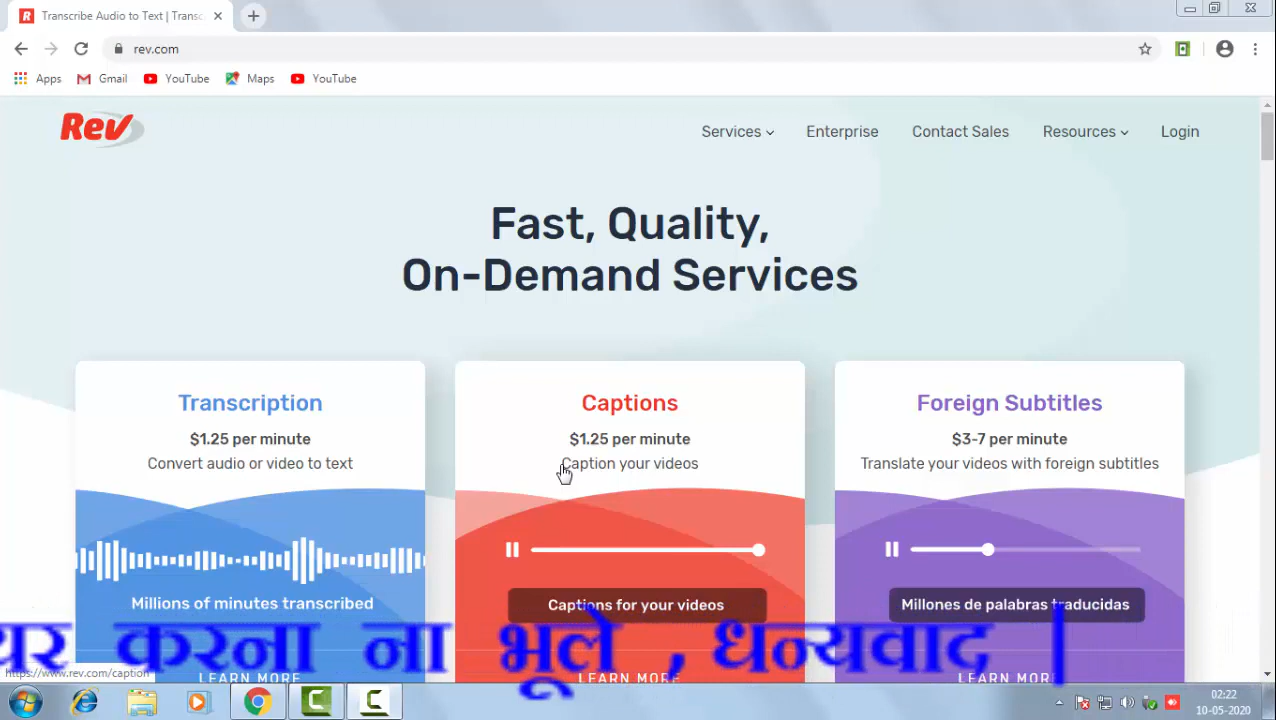 Transcribe Audio to Text | Transc
rev.com
Apps Gmail YouTube Maps YouTube
Rev
Services Enterprise Contact Sales Resources Login
Fast, Quality,
On-Demand Services
Transcription
$1.25 per minute
Convert audio or video to text
Millions of minutes transcribed
LEARN MORE
Captions
$1.25 per minute
Caption your videos
Captions for your videos
LEARN MORE
Foreign Subtitles
$3-7 per minute
Translate your videos with foreign subtitles
Millones de palabras traducidas
LEARN MORE
यर करना ना भूले , धन्यवाद |
https://www.rev.com/caption
02:22
10-05-2020